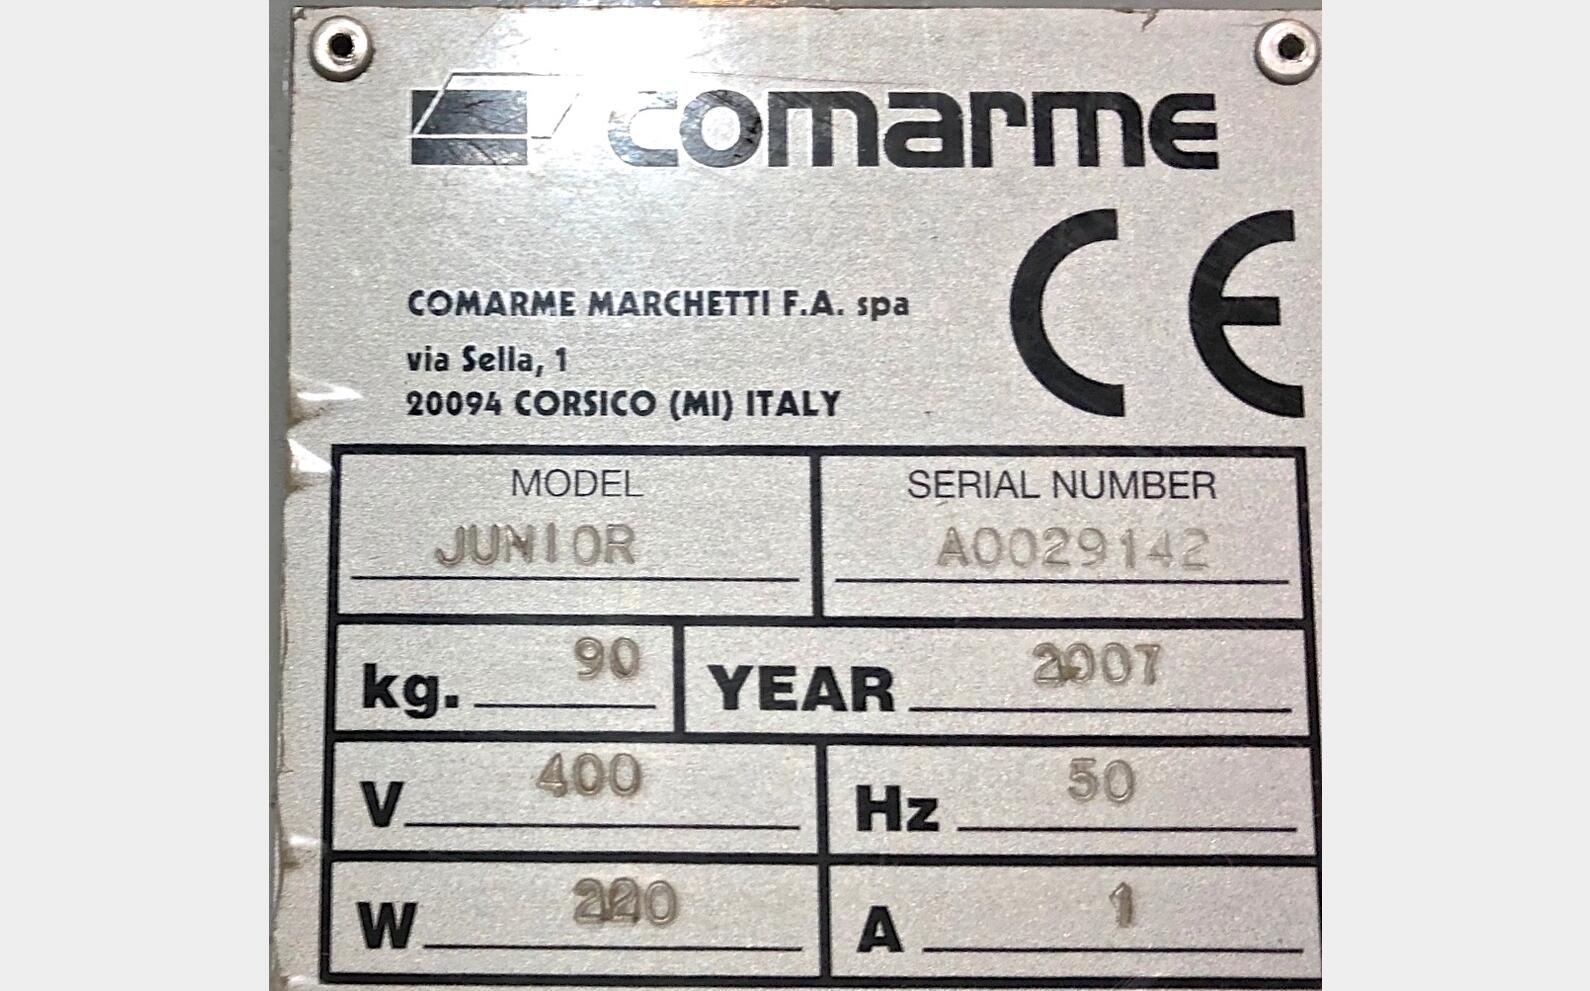 comarme
CE
COMARME MARCHETTI F.A. spa
via Sella, 1
20094 CORSICO (MI) ITALY
MODEL SERIAL NUMBER
JUNIOR A0029142
kg. 90 YEAR 2007
V 400 Hz 50
W 220 A 1